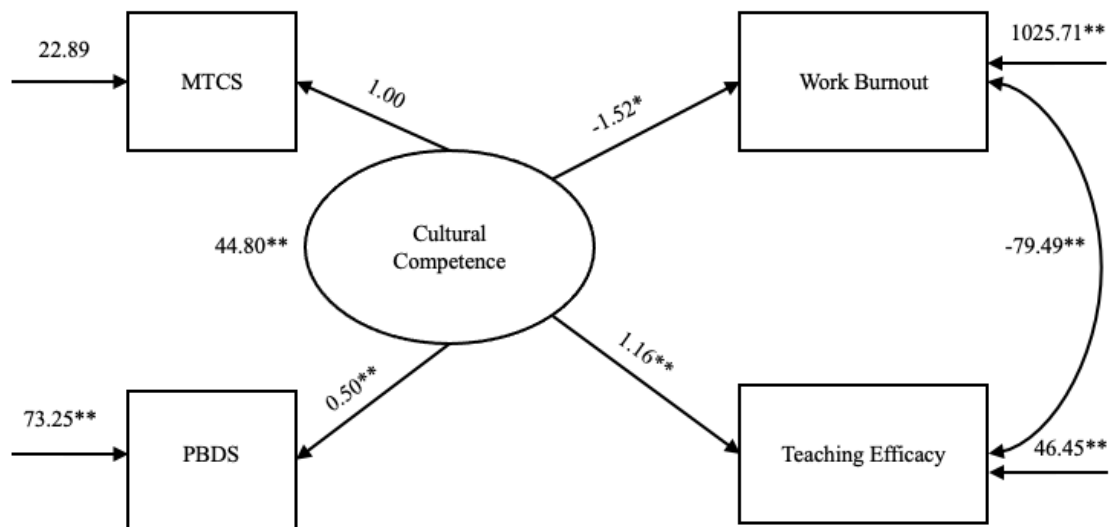 1025.71**
22.89
MTCS
Work Burnout
1.00
-1.52*
44.80**
Cultural
Competence
-79.49**
0.50**
1.16**
73.25**
PBDS
Teaching Efficacy
46.45**